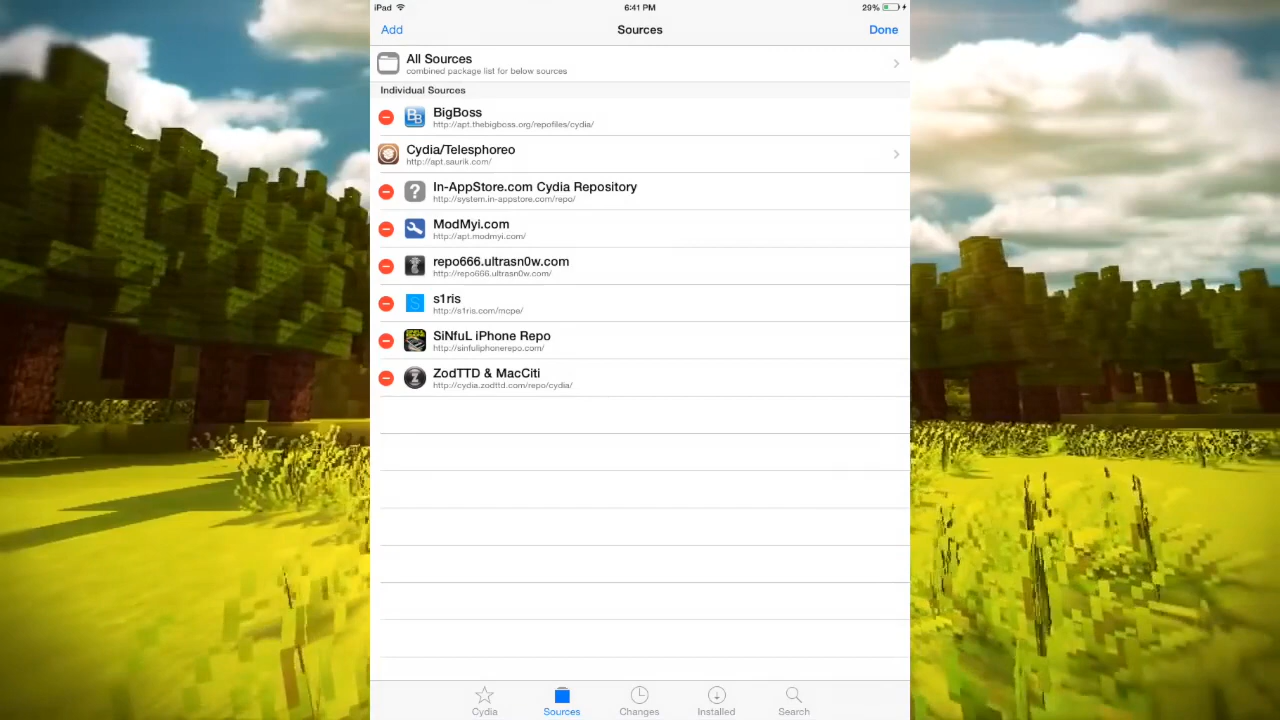 iPad 6:41 PM 29%
Add Sources Done
All Sources
combined package list for below sources
Individual Sources
BigBoss
http://apt.thebigboss.org/repofiles/cydia/
Cydia/Telesphoreo
http://apt.saurik.com/
In-AppStore.com Cydia Repository
http://system.in-appstore.com/repo/
ModMyi.com
http://apt.modmyi.com/
repo666.ultrasn0w.com
http://repo666.ultrasn0w.com/
s1ris
http://s1ris.com/mcpe/
SiNfuL iPhone Repo
http://sinfuliphonerepo.com/
ZodTTD & MacCiti
http://cydia.zodttd.com/repo/cydia/
Cydia Sources Changes Installed Search